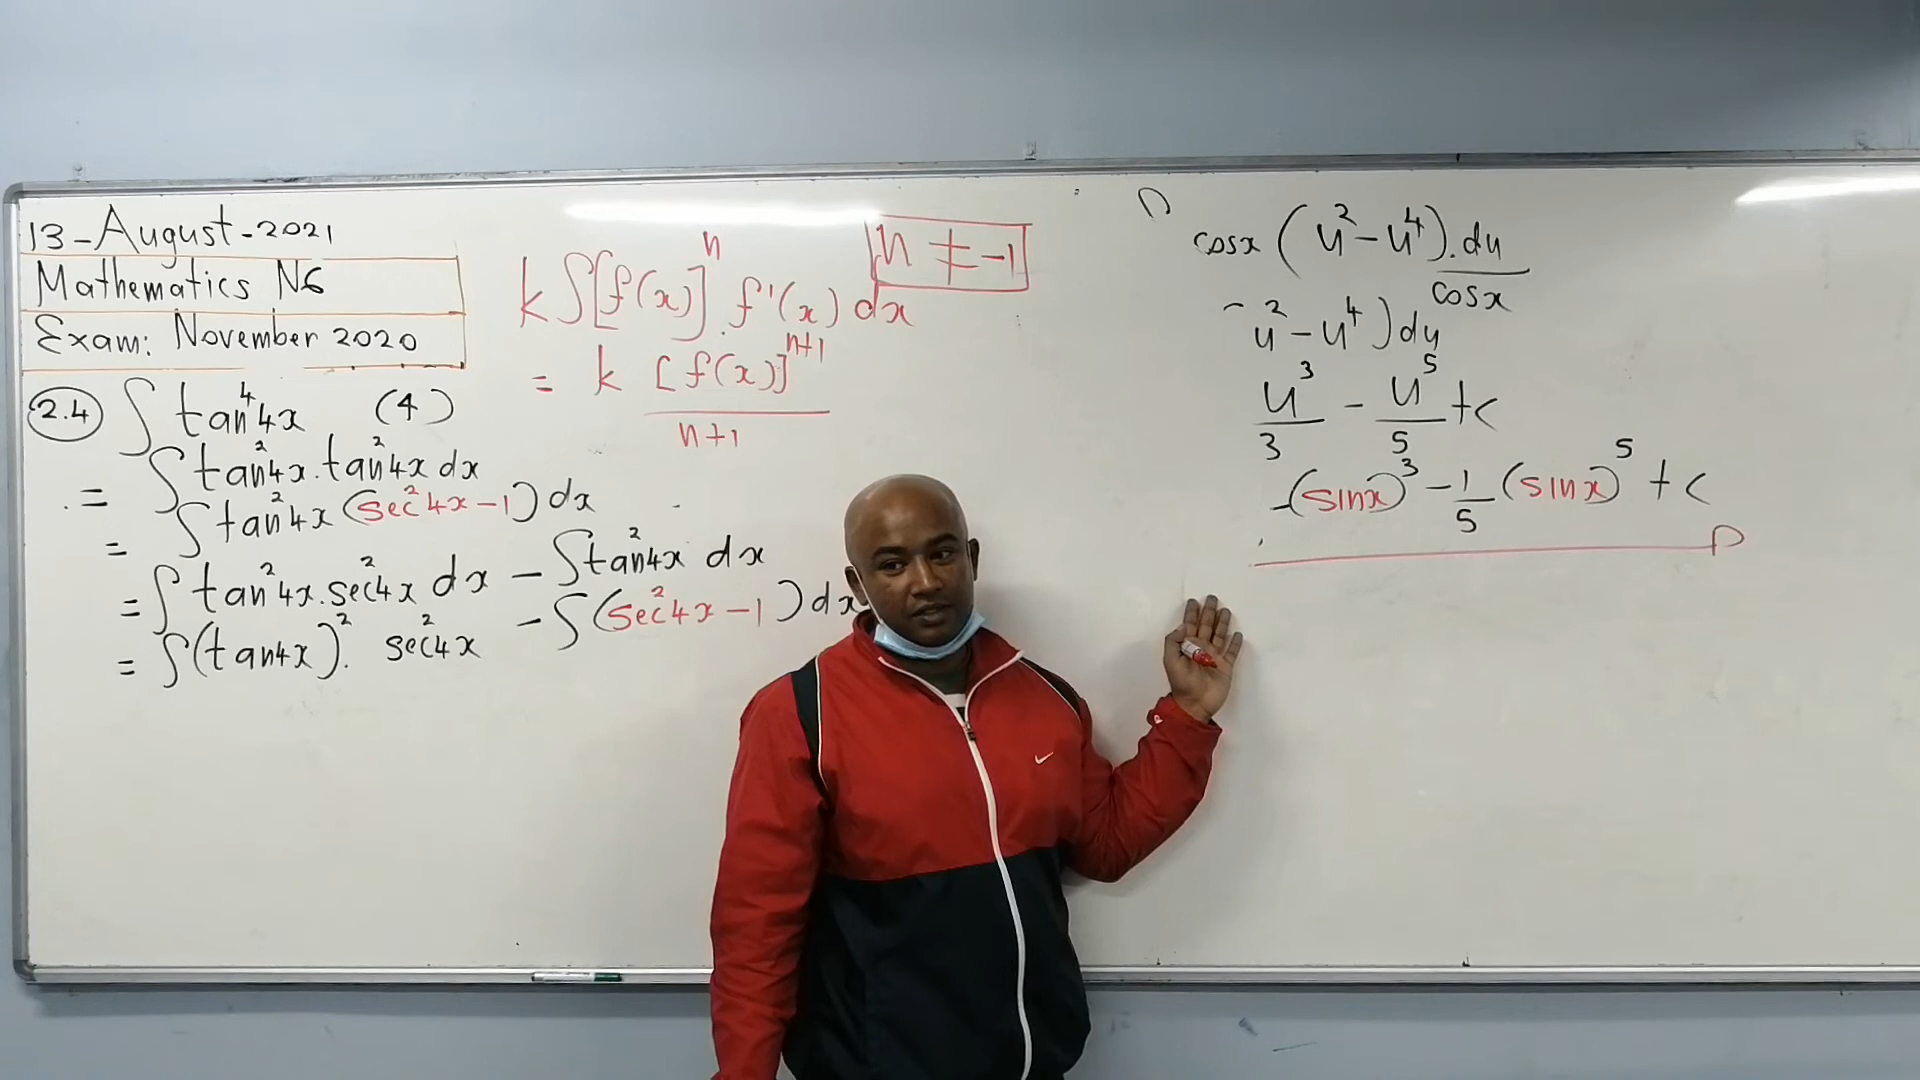 13-August-2021
Mathematics N6
Exam: November 2020
2.4 ∫ tan⁴4x (4)
= ∫ tan²4x . tan²4x dx
= ∫ tan²4x (sec²4x - 1) dx
= ∫ tan²4x . sec²4x dx - ∫ tan²4x dx
= ∫ (tan4x)² . sec²4x - ∫ (sec²4x - 1) dx
k ∫ [f(x)]ⁿ . f'(x) dx
n ≠ -1
= k [f(x)]ⁿ⁺¹
n+1
cosx (u² - u⁴) . du
cosx
u² - u⁴) du
u³/3 - u⁵/5 + c
(sinx)³ - 1/5 (sinx)⁵ + c